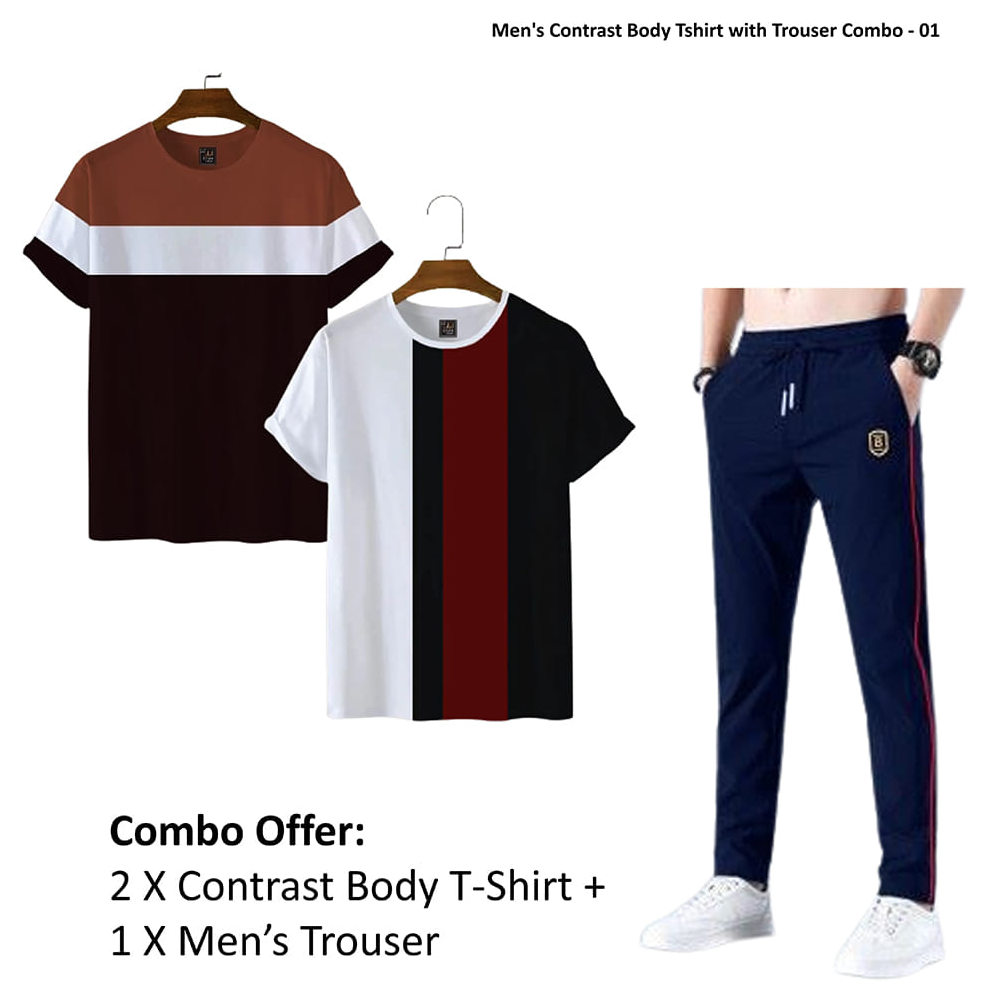 Men's Contrast Body Tshirt with Trouser Combo - 01
B
Combo Offer:
2 X Contrast Body T-Shirt +
1 X Men’s Trouser